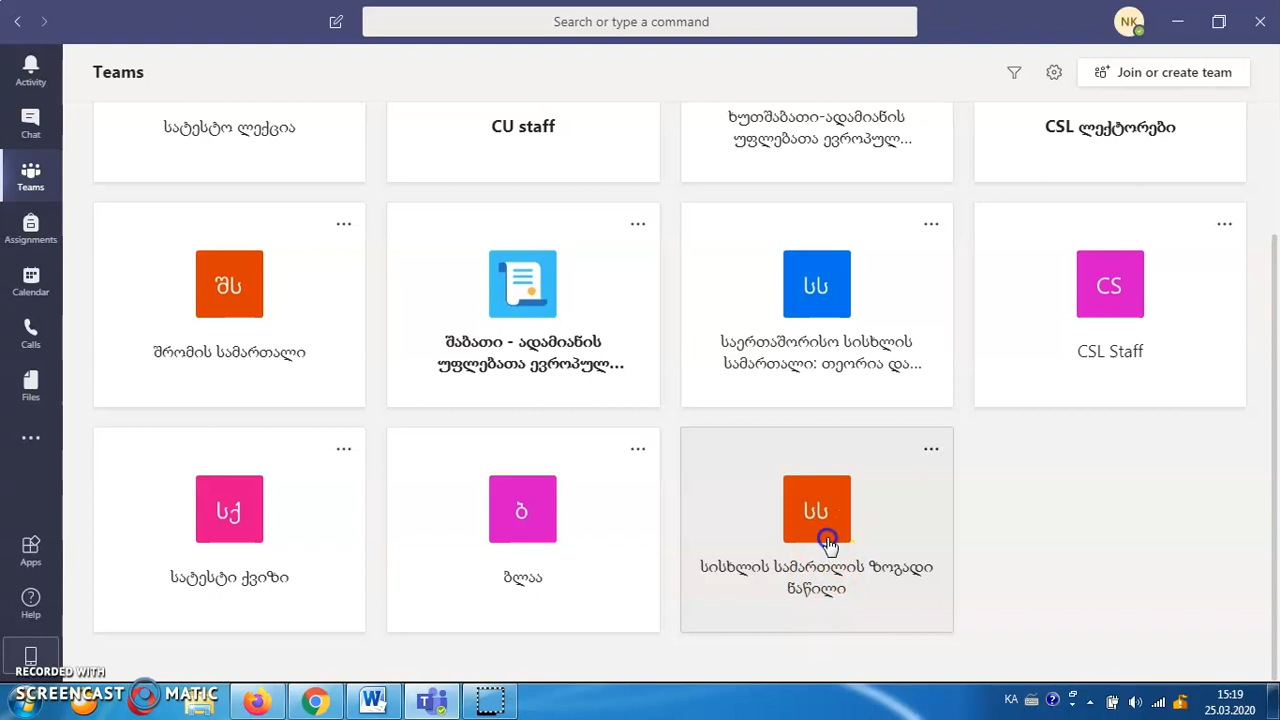 Search or type a command
NK
Activity
Chat
Teams
Assignments
Calendar
Calls
Files
Apps
Help
Teams
Join or create team
სატესტო ლექცია
CU staff
ხუთშაბათი-ადამიანის
უფლებათა ევროპულ...
CSL ლექტორები
შს
შრომის სამართალი
შაბათი - ადამიანის
უფლებათა ევროპულ...
სს
საერთაშორისო სისხლის
სამართალი: თეორია და...
CS
CSL Staff
სქ
სატესტი ქვიზი
ბ
ბლაა
სს
სისხლის სამართლის ზოგადი
ნაწილი
RECORDED WITH
SCREENCAST MATIC
KA
15:19
25.03.2020